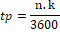 tp = n.k / 3600